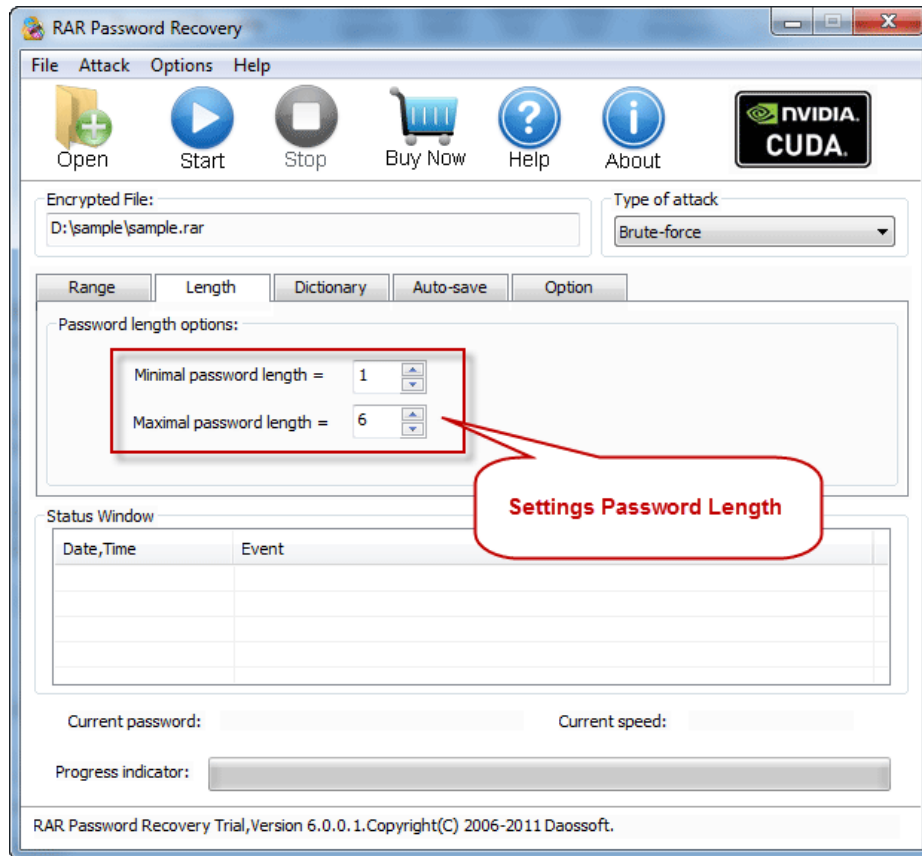 RAR Password Recovery
File Attack Options Help
NVIDIA.
CUDA.
Open Start Stop Buy Now Help About
Encrypted File:
Type of attack
D:\sample\sample.rar
Brute-force
Range Length Dictionary Auto-save Option
Password length options:
Minimal password length = 1
Maximal password length = 6
Settings Password Length
Status Window
Date,Time Event
Current password: Current speed:
Progress indicator:
RAR Password Recovery Trial,Version 6.0.0.1.Copyright(C) 2006-2011 Daossoft.